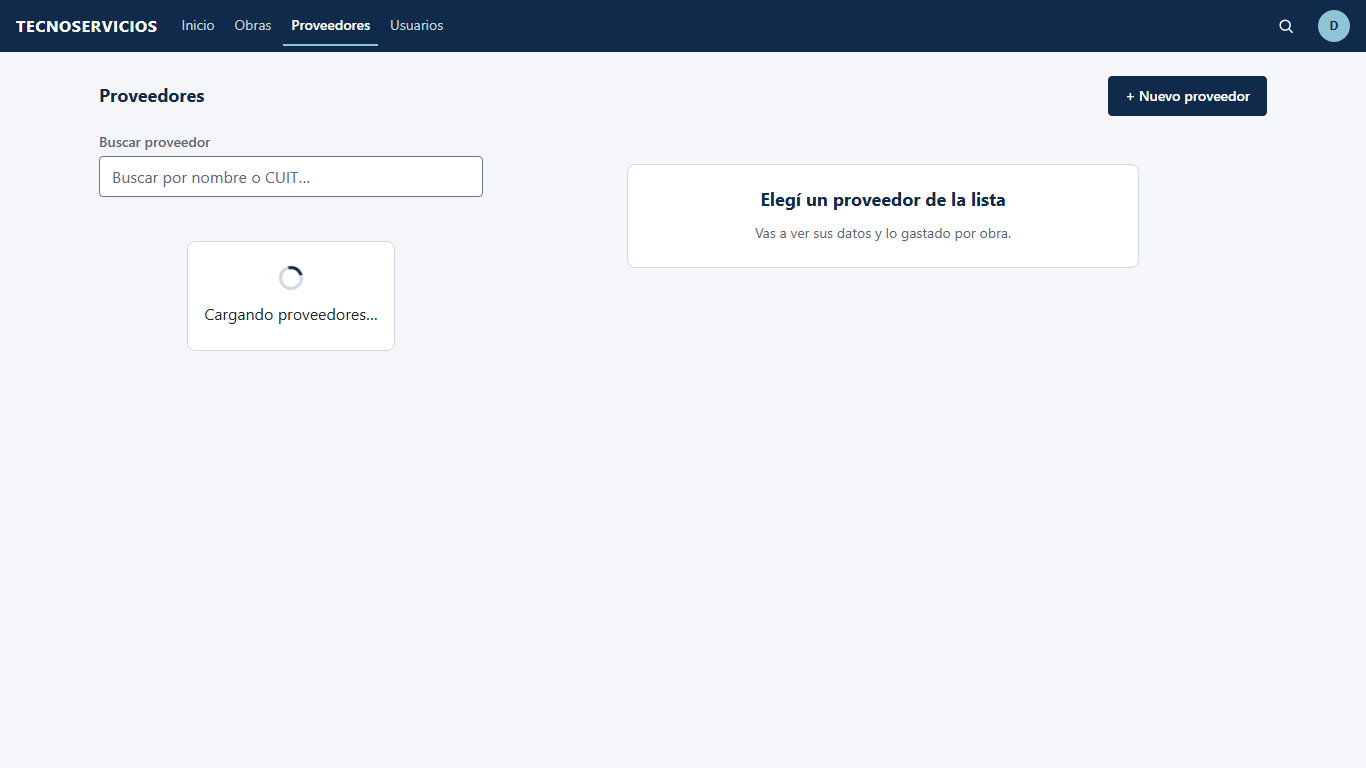 TECNOSERVICIOS Inicio Obras Proveedores Usuarios D
Proveedores
+ Nuevo proveedor
Buscar proveedor
Buscar por nombre o CUIT...
Cargando proveedores...
Elegí un proveedor de la lista
Vas a ver sus datos y lo gastado por obra.